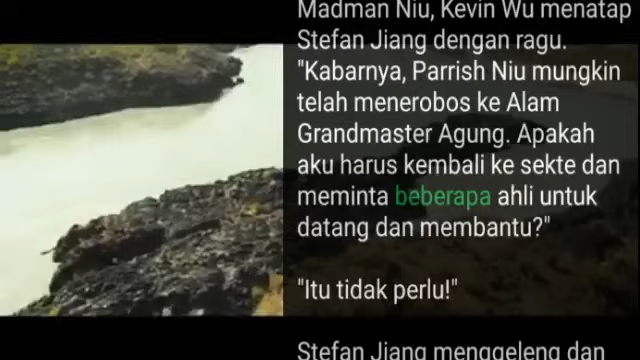 Madman Niu, Kevin Wu menatap
Stefan Jiang dengan ragu.
"Kabarnya, Parrish Niu mungkin
telah menerobos ke Alam
Grandmaster Agung. Apakah
aku harus kembali ke sekte dan
meminta beberapa ahli untuk
datang dan membantu?"
"Itu tidak perlu!"
Stefan Jiang menggeleng dan